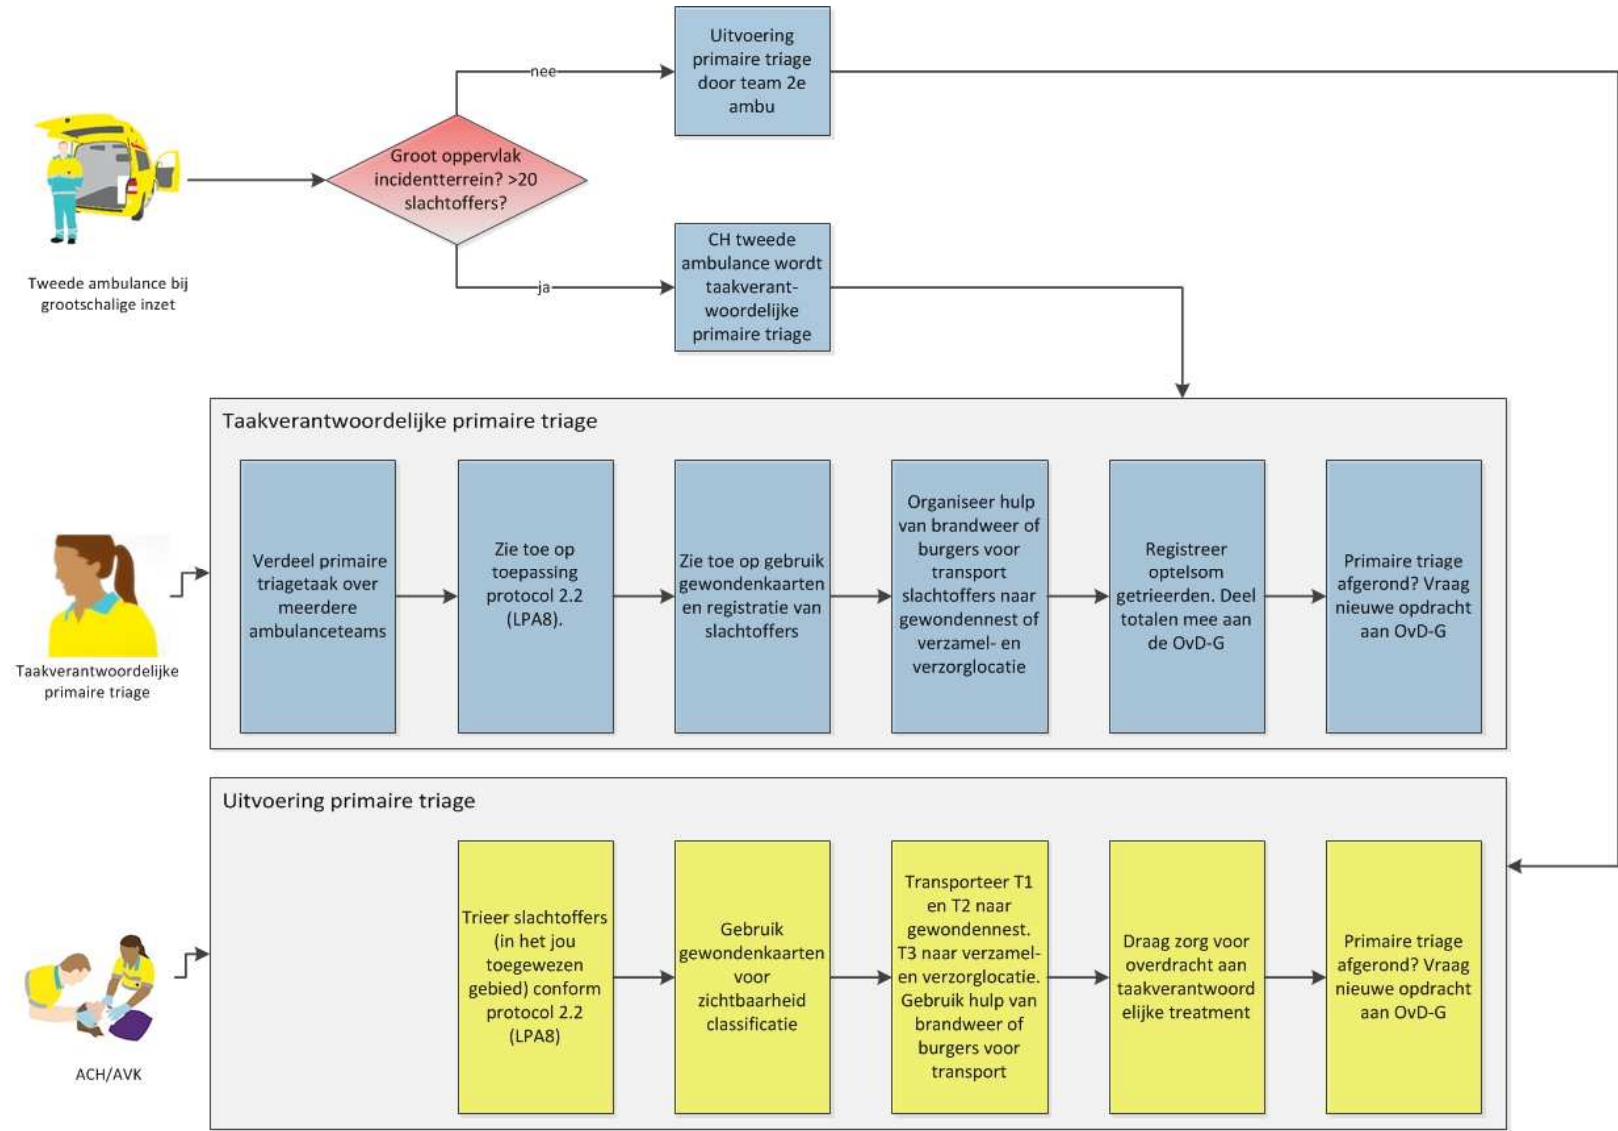 Uitvoering
primaire triage
door team 2e
ambu
nee
Groot oppervlak
incidentterrein? >20
slachtoffers?
Tweede ambulance bij
grootschalige inzet
ja
CH tweede
ambulance wordt
taakverant-
woordelijke
primaire triage
Taakverantwoordelijke primaire triage
Taakverantwoordelijke
primaire triage
Verdeel primaire
triagetaak over
meerdere
ambulanceteams
Zie toe op
toepassing
protocol 2.2
(LPA8).
Zie toe op gebruik
gewondenkaarten
en registratie van
slachtoffers
Organiseer hulp
van brandweer of
burgers voor
transport
slachtoffers naar
gewondennest of
verzamel- en
verzorglocatie
Registreer
optelsom
getrieerden. Deel
totalen mee aan
de OvD-G
Primaire triage
afgerond? Vraag
nieuwe opdracht
aan OvD-G
Uitvoering primaire triage
ACH/AVK
Trieer slachtoffers
(in het jou
toegewezen
gebied) conform
protocol 2.2
(LPA8)
Gebruik
gewondenkaarten
voor
zichtbaarheid
classificatie
Transporteer T1
en T2 naar
gewondennest.
T3 naar verzamel-
en verzorglocatie.
Gebruik hulp van
brandweer of
burgers voor
transport
Draag zorg voor
overdracht aan
taakverantwoord
elijke treatment
Primaire triage
afgerond? Vraag
nieuwe opdracht
aan OvD-G